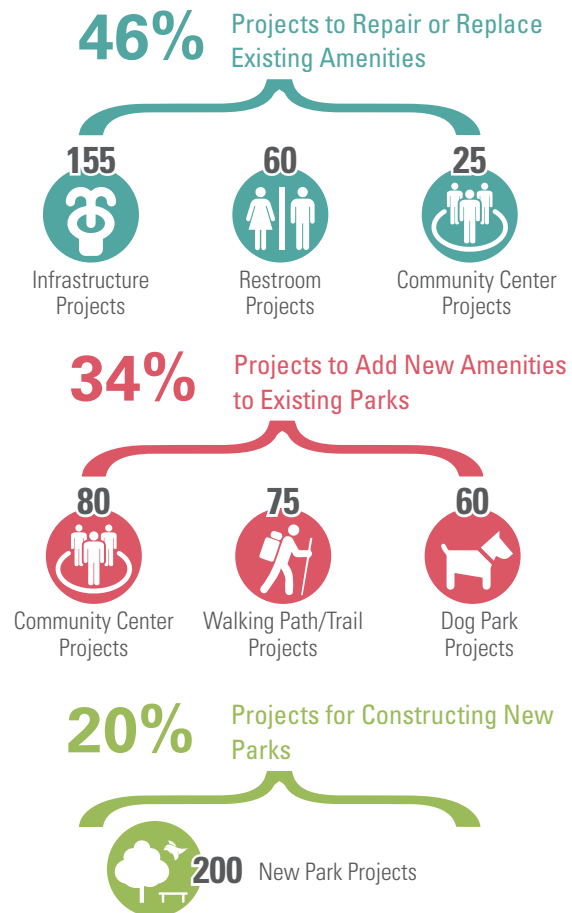 46%
Projects to Repair or Replace
Existing Amenities
155
Infrastructure
Projects
60
Restroom
Projects
25
Community Center
Projects
34%
Projects to Add New Amenities
to Existing Parks
80
Community Center
Projects
75
Walking Path/Trail
Projects
60
Dog Park
Projects
20%
Projects for Constructing New
Parks
200 New Park Projects